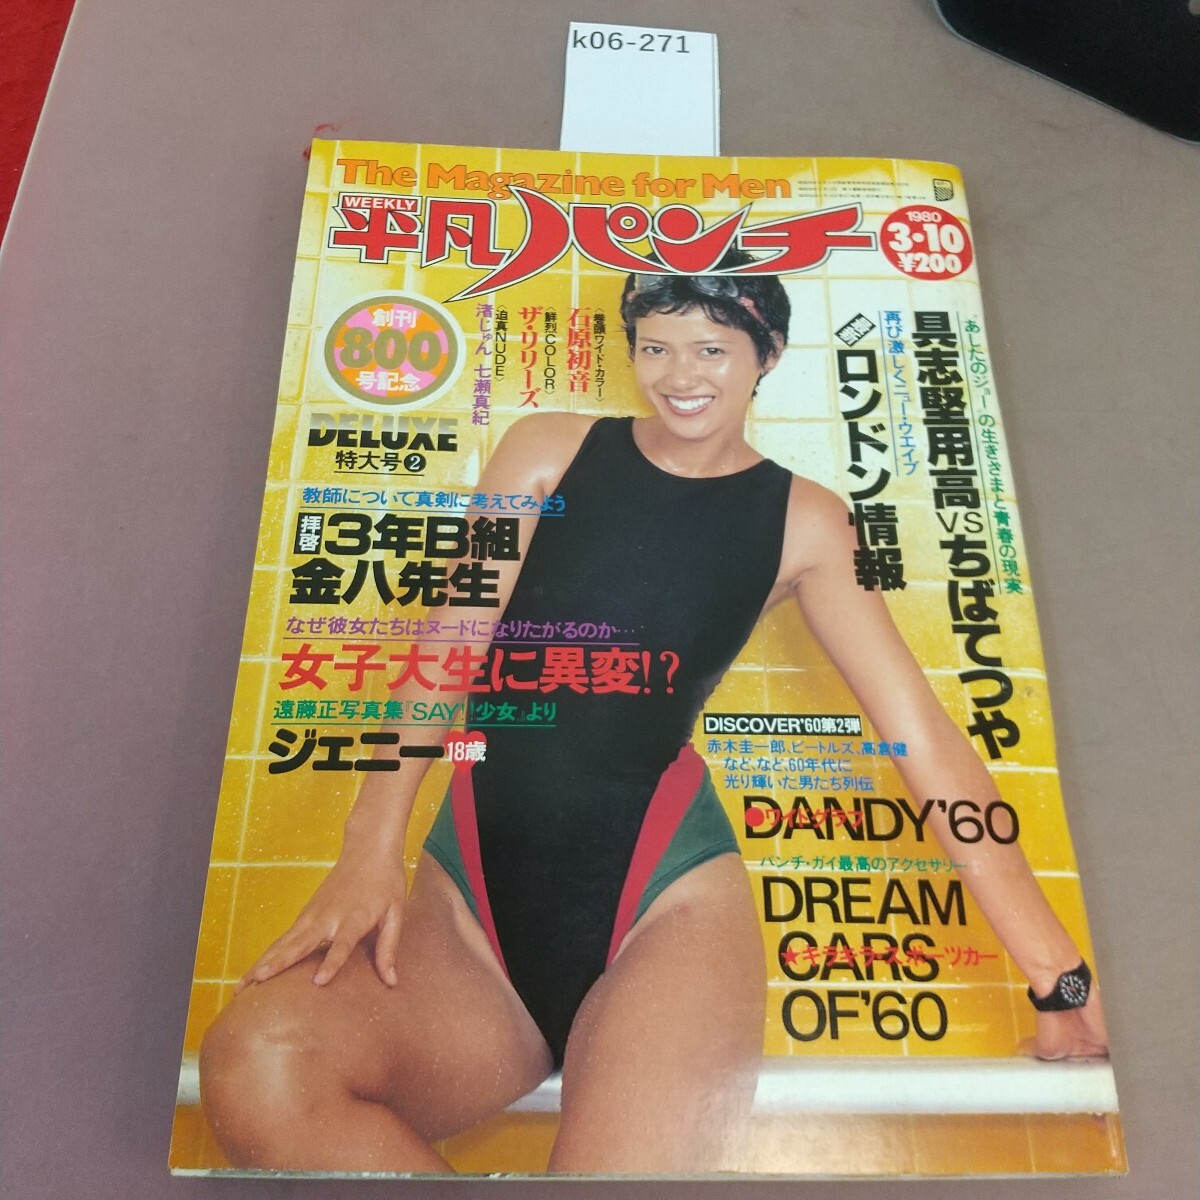 k06-271
The Magazine for Men
WEEKLY
平凡パンチ
1980
3・10
¥200
創刊
800
号記念
DELUXE
特大号❷
〈巻頭ワイド・カラー〉
石原初音
〈鮮烈COLOR〉
ザ・リリーズ
〈迫真NUDE〉
渚じゅん 七瀬真紀
“あしたのジョー”の生きざまと青春の現実
具志堅用高VSちばてつや
再び激しくニュー・ウエイブ
ロンドン情報
教師について真剣に考えてみよう
拝啓 3年B組
金八先生
なぜ彼女たちはヌードになりたがるのか…
女子大生に異変!?
遠藤正写真集『SAY!!少女』より
ジェニー18歳
DISCOVER'60第2弾
赤木圭一郎、ビートルズ、高倉健
など、など、60年代に
光り輝いた男たち列伝
DANDY'60
●ワイドグラフ
パンチ・ガイ最高のアクセサリー
DREAM
CARS
★キラキラ・スポーツカー
OF'60